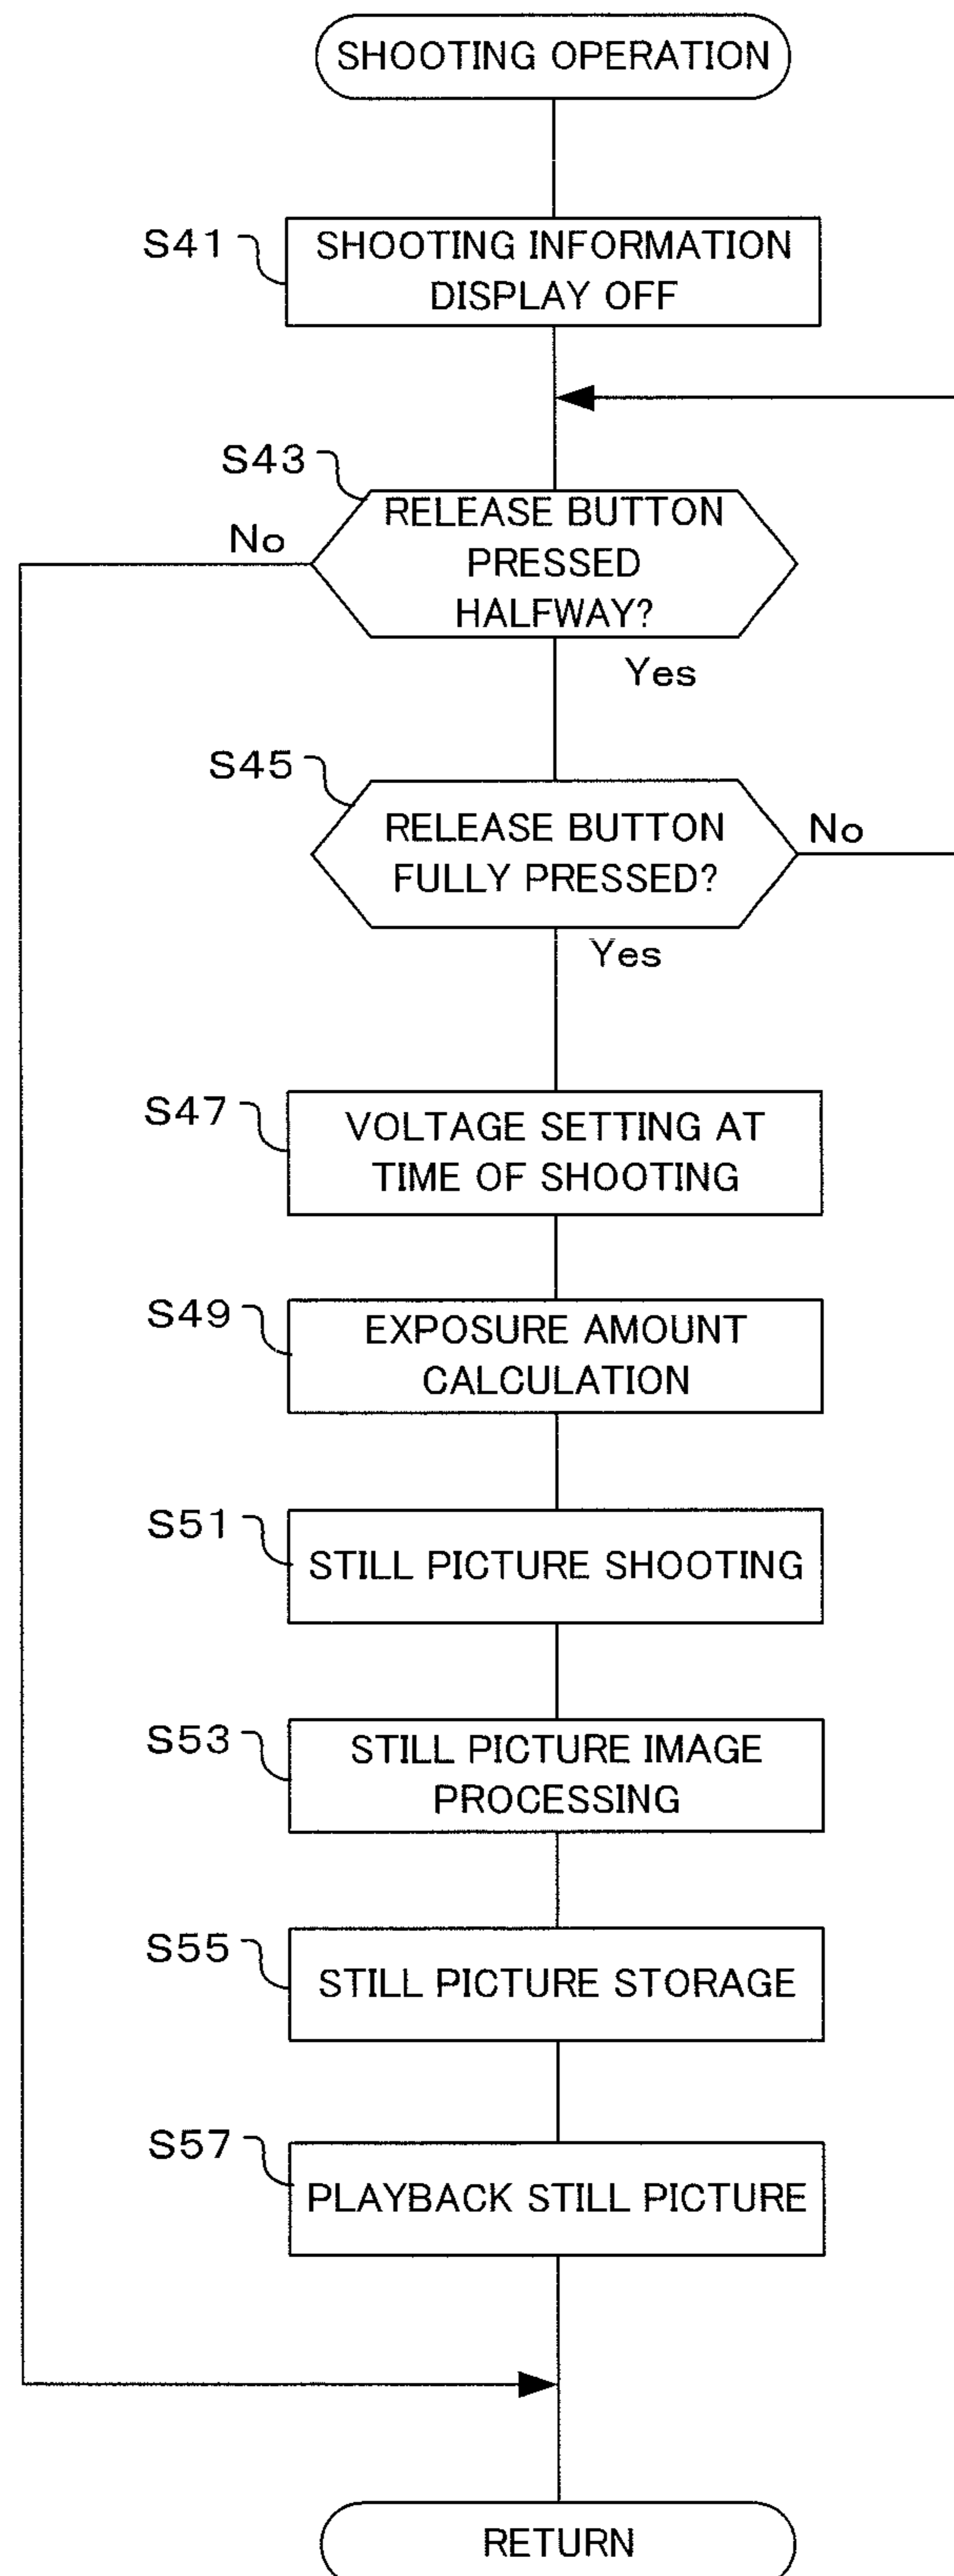 SHOOTING OPERATION
S41
SHOOTING INFORMATION
DISPLAY OFF
S43
No
RELEASE BUTTON
PRESSED
HALFWAY?
Yes
S45
RELEASE BUTTON
FULLY PRESSED?
No
Yes
S47
VOLTAGE SETTING AT
TIME OF SHOOTING
S49
EXPOSURE AMOUNT
CALCULATION
S51
STILL PICTURE SHOOTING
S53
STILL PICTURE IMAGE
PROCESSING
S55
STILL PICTURE STORAGE
S57
PLAYBACK STILL PICTURE
RETURN